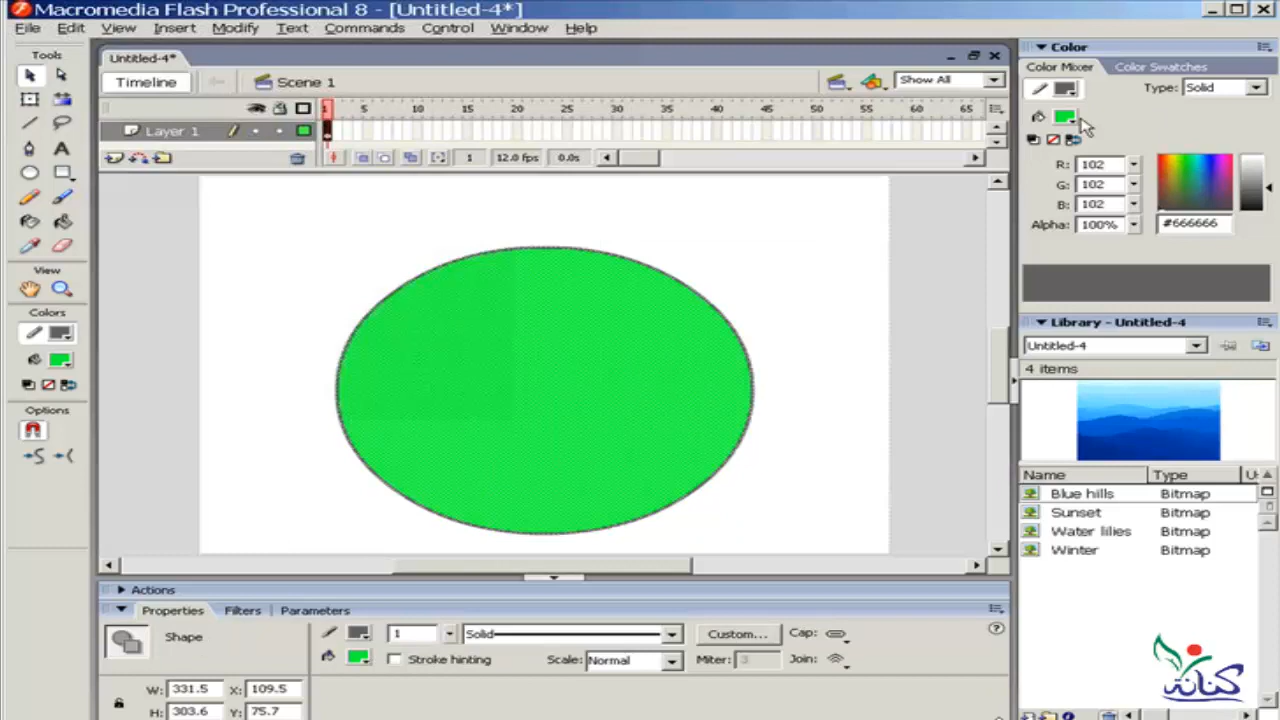 Macromedia Flash Professional 8 - [Untitled-4*]
File Edit View Insert Modify Text Commands Control Window Help
Tools
Untitled-4*
Timeline
Scene 1
Show All
5 10 15 20 25 30 35 40 45 50 55 60 65
Layer 1
1 12.0 fps 0.0s
View
Colors
Options
Color
Color Mixer Color Swatches
Type: Solid
R: 102
G: 102
B: 102
Alpha: 100% #666666
Library - Untitled-4
Untitled-4
4 items
Name Type U
Blue hills Bitmap
Sunset Bitmap
Water lilies Bitmap
Winter Bitmap
Actions
Properties Filters Parameters
Shape
1 Solid Custom... Cap:
Stroke hinting Scale: Normal Miter: 3 Join:
W: 331.5 X: 109.5
H: 303.6 Y: 75.7
كنانة